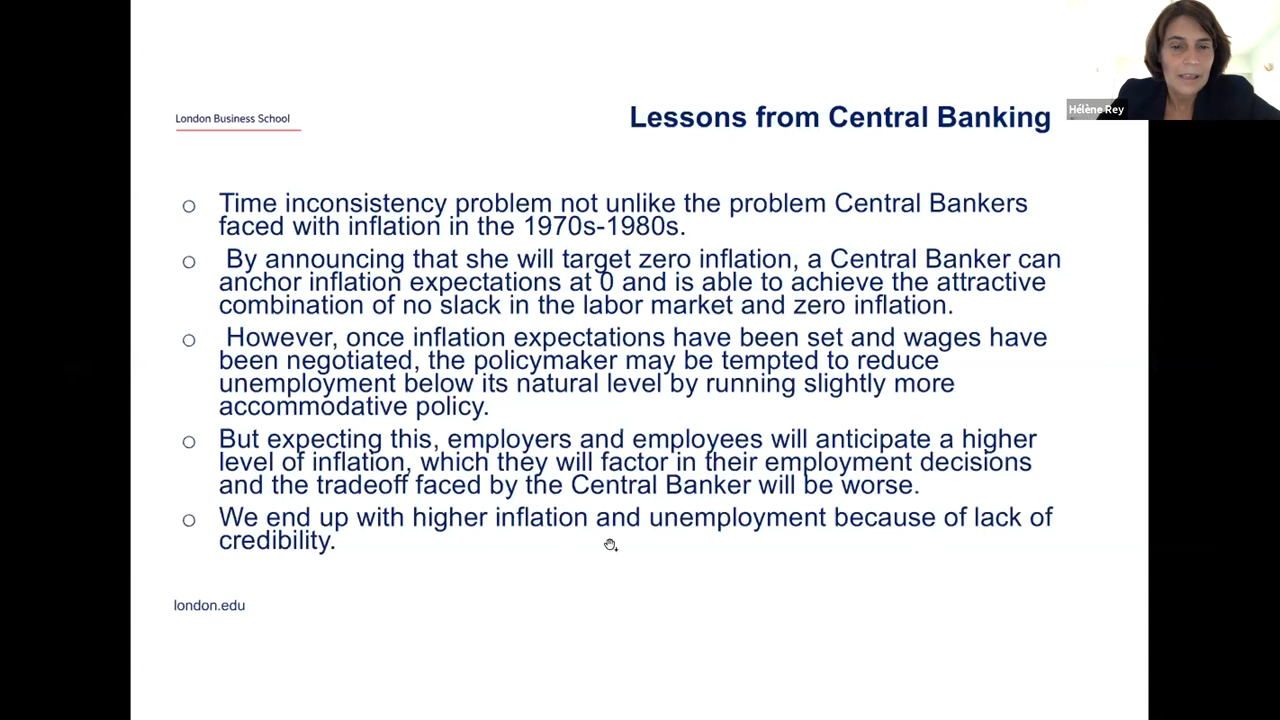 Hélène Rey
London Business School
Lessons from Central Banking
o Time inconsistency problem not unlike the problem Central Bankers
faced with inflation in the 1970s-1980s.
o By announcing that she will target zero inflation, a Central Banker can
anchor inflation expectations at 0 and is able to achieve the attractive
combination of no slack in the labor market and zero inflation.
o However, once inflation expectations have been set and wages have
been negotiated, the policymaker may be tempted to reduce
unemployment below its natural level by running slightly more
accommodative policy.
o But expecting this, employers and employees will anticipate a higher
level of inflation, which they will factor in their employment decisions
and the tradeoff faced by the Central Banker will be worse.
o We end up with higher inflation and unemployment because of lack of
credibility.
london.edu